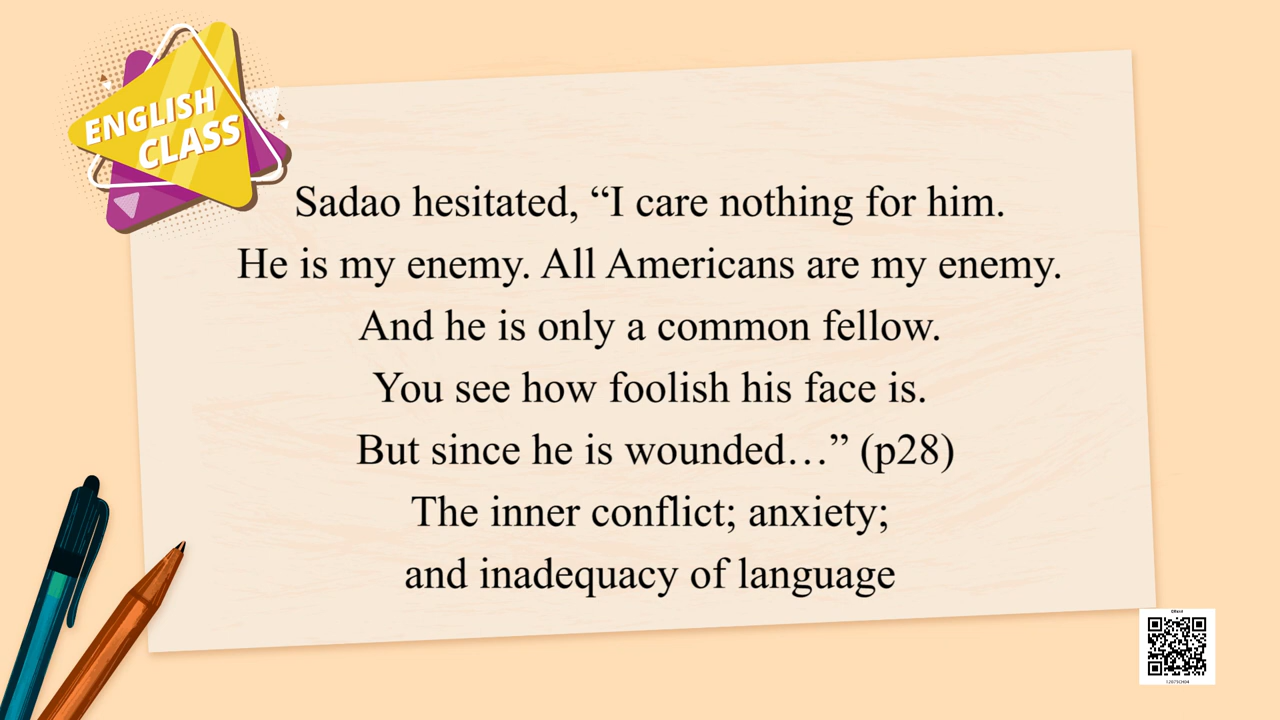 ENGLISH
CLASS
Sadao hesitated, “I care nothing for him.
He is my enemy. All Americans are my enemy.
And he is only a common fellow.
You see how foolish his face is.
But since he is wounded…” (p28)
The inner conflict; anxiety;
and inadequacy of language